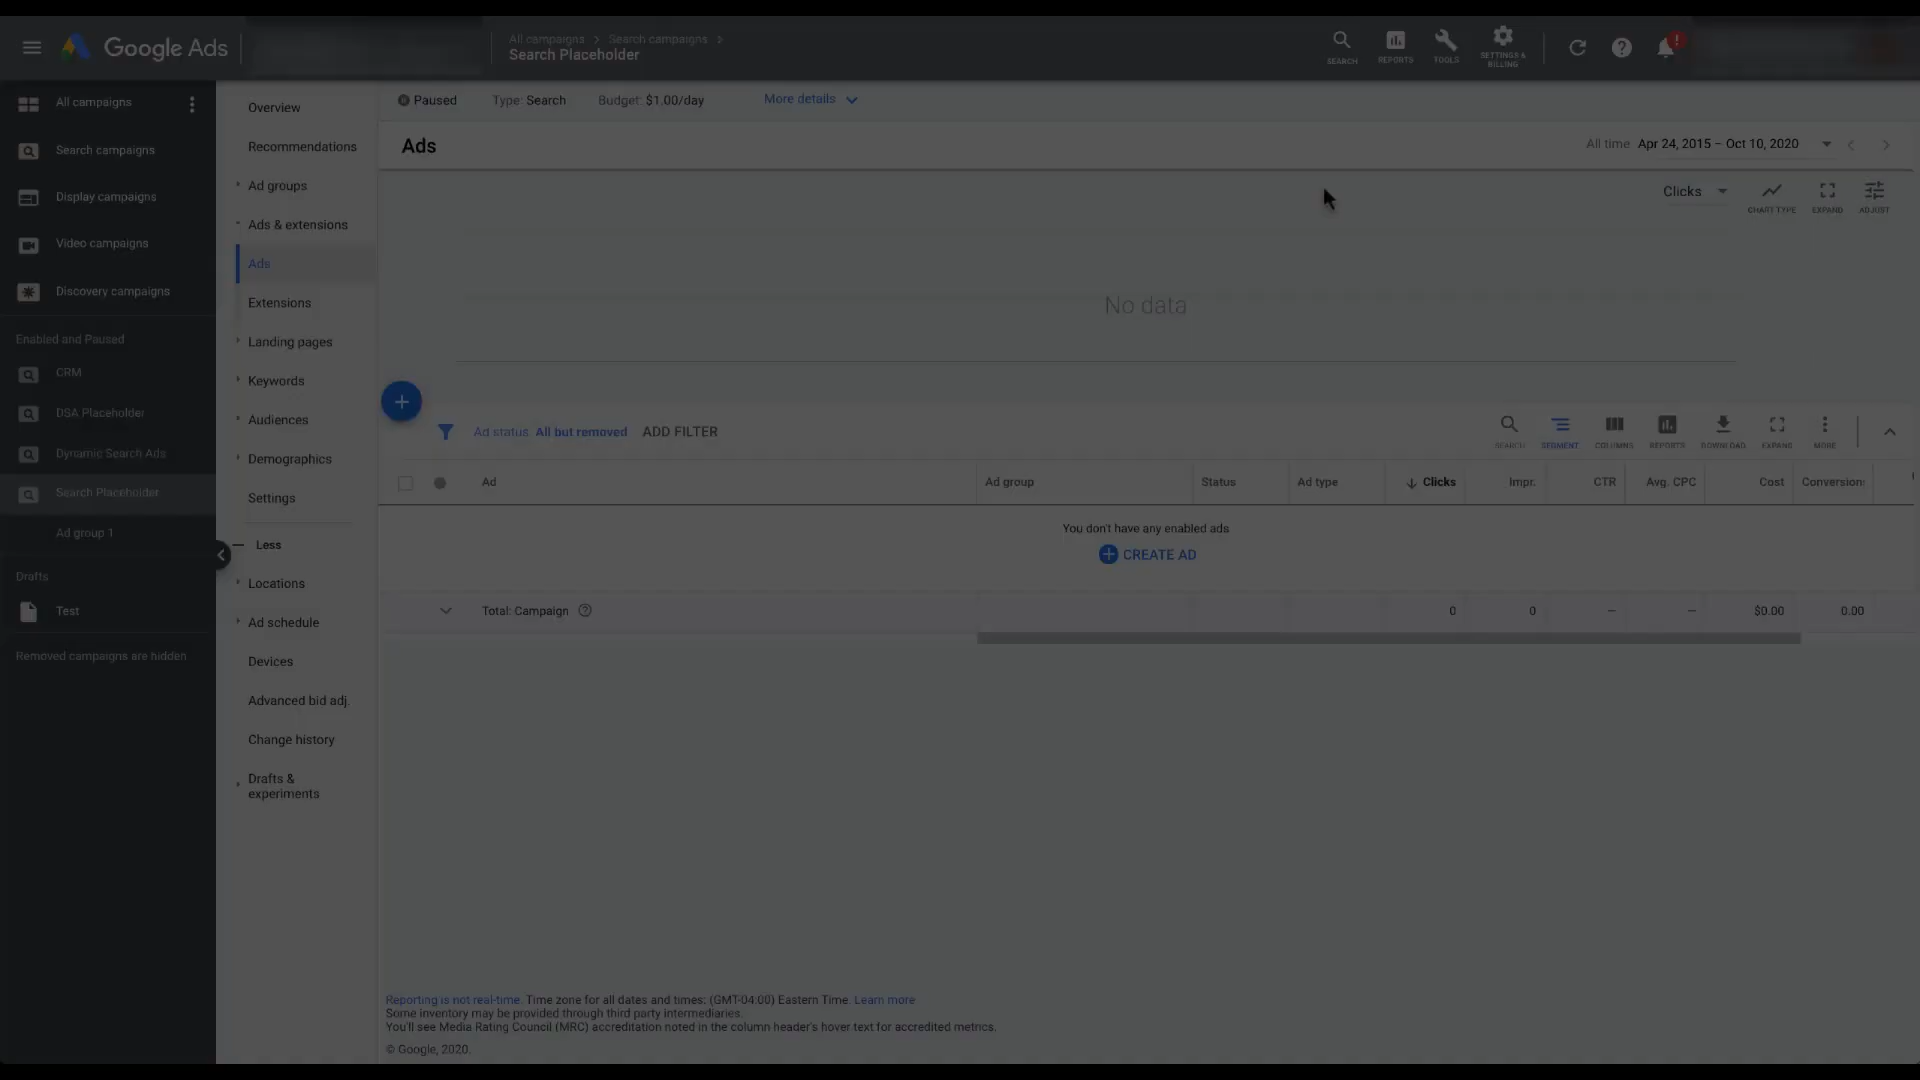 Google Ads
All campaigns > Search campaigns >
Search Placeholder
SEARCH
REPORTS
TOOLS
SETTINGS &
BILLING
!
All campaigns
Search campaigns
Display campaigns
Video campaigns
Discovery campaigns
Enabled and Paused
CRM
DSA Placeholder
Dynamic Search Ads
Search Placeholder
Ad group 1
Drafts
Test
Removed campaigns are hidden
Overview
Recommendations
Ad groups
Ads & extensions
Ads
Extensions
Landing pages
Keywords
Audiences
Demographics
Settings
Less
Locations
Ad schedule
Devices
Advanced bid adj.
Change history
Drafts &
experiments
Paused Type: Search Budget: $1.00/day More details
Ads
All time Apr 24, 2015 – Oct 10, 2020
Clicks
CHART TYPE
EXPAND
ADJUST
No data
Ad status: All but removed ADD FILTER
SEARCH
SEGMENT
COLUMNS
REPORTS
DOWNLOAD
EXPAND
MORE
Ad Ad group Status Ad type Clicks Impr. CTR Avg. CPC Cost Conversions
You don't have any enabled ads
CREATE AD
Total: Campaign 0 0 – – $0.00 0.00
Reporting is not real-time. Time zone for all dates and times: (GMT-04:00) Eastern Time. Learn more
Some inventory may be provided through third party intermediaries.
You'll see Media Rating Council (MRC) accreditation noted in the column header's hover text for accredited metrics.
© Google, 2020.